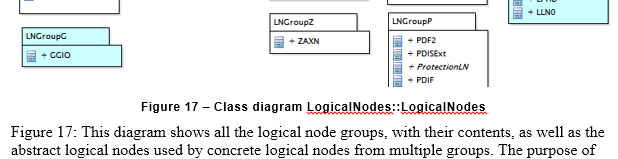 + LLN0
LNGroupG
+ GGIO
LNGroupZ
+ ZAXN
LNGroupP
+ PDF2
+ PDISExt
+ ProtectionLN
+ PDIF
Figure 17 – Class diagram LogicalNodes::LogicalNodes
Figure 17: This diagram shows all the logical node groups, with their contents, as well as the
abstract logical nodes used by concrete logical nodes from multiple groups. The purpose of